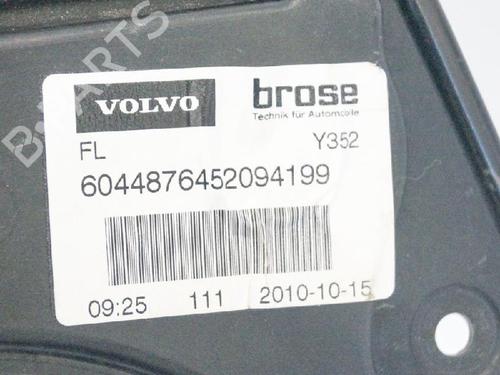 VOLVO
brose
Technik für Automobile
FL
Y352
6044876452094199
09:25 111 2010-10-15